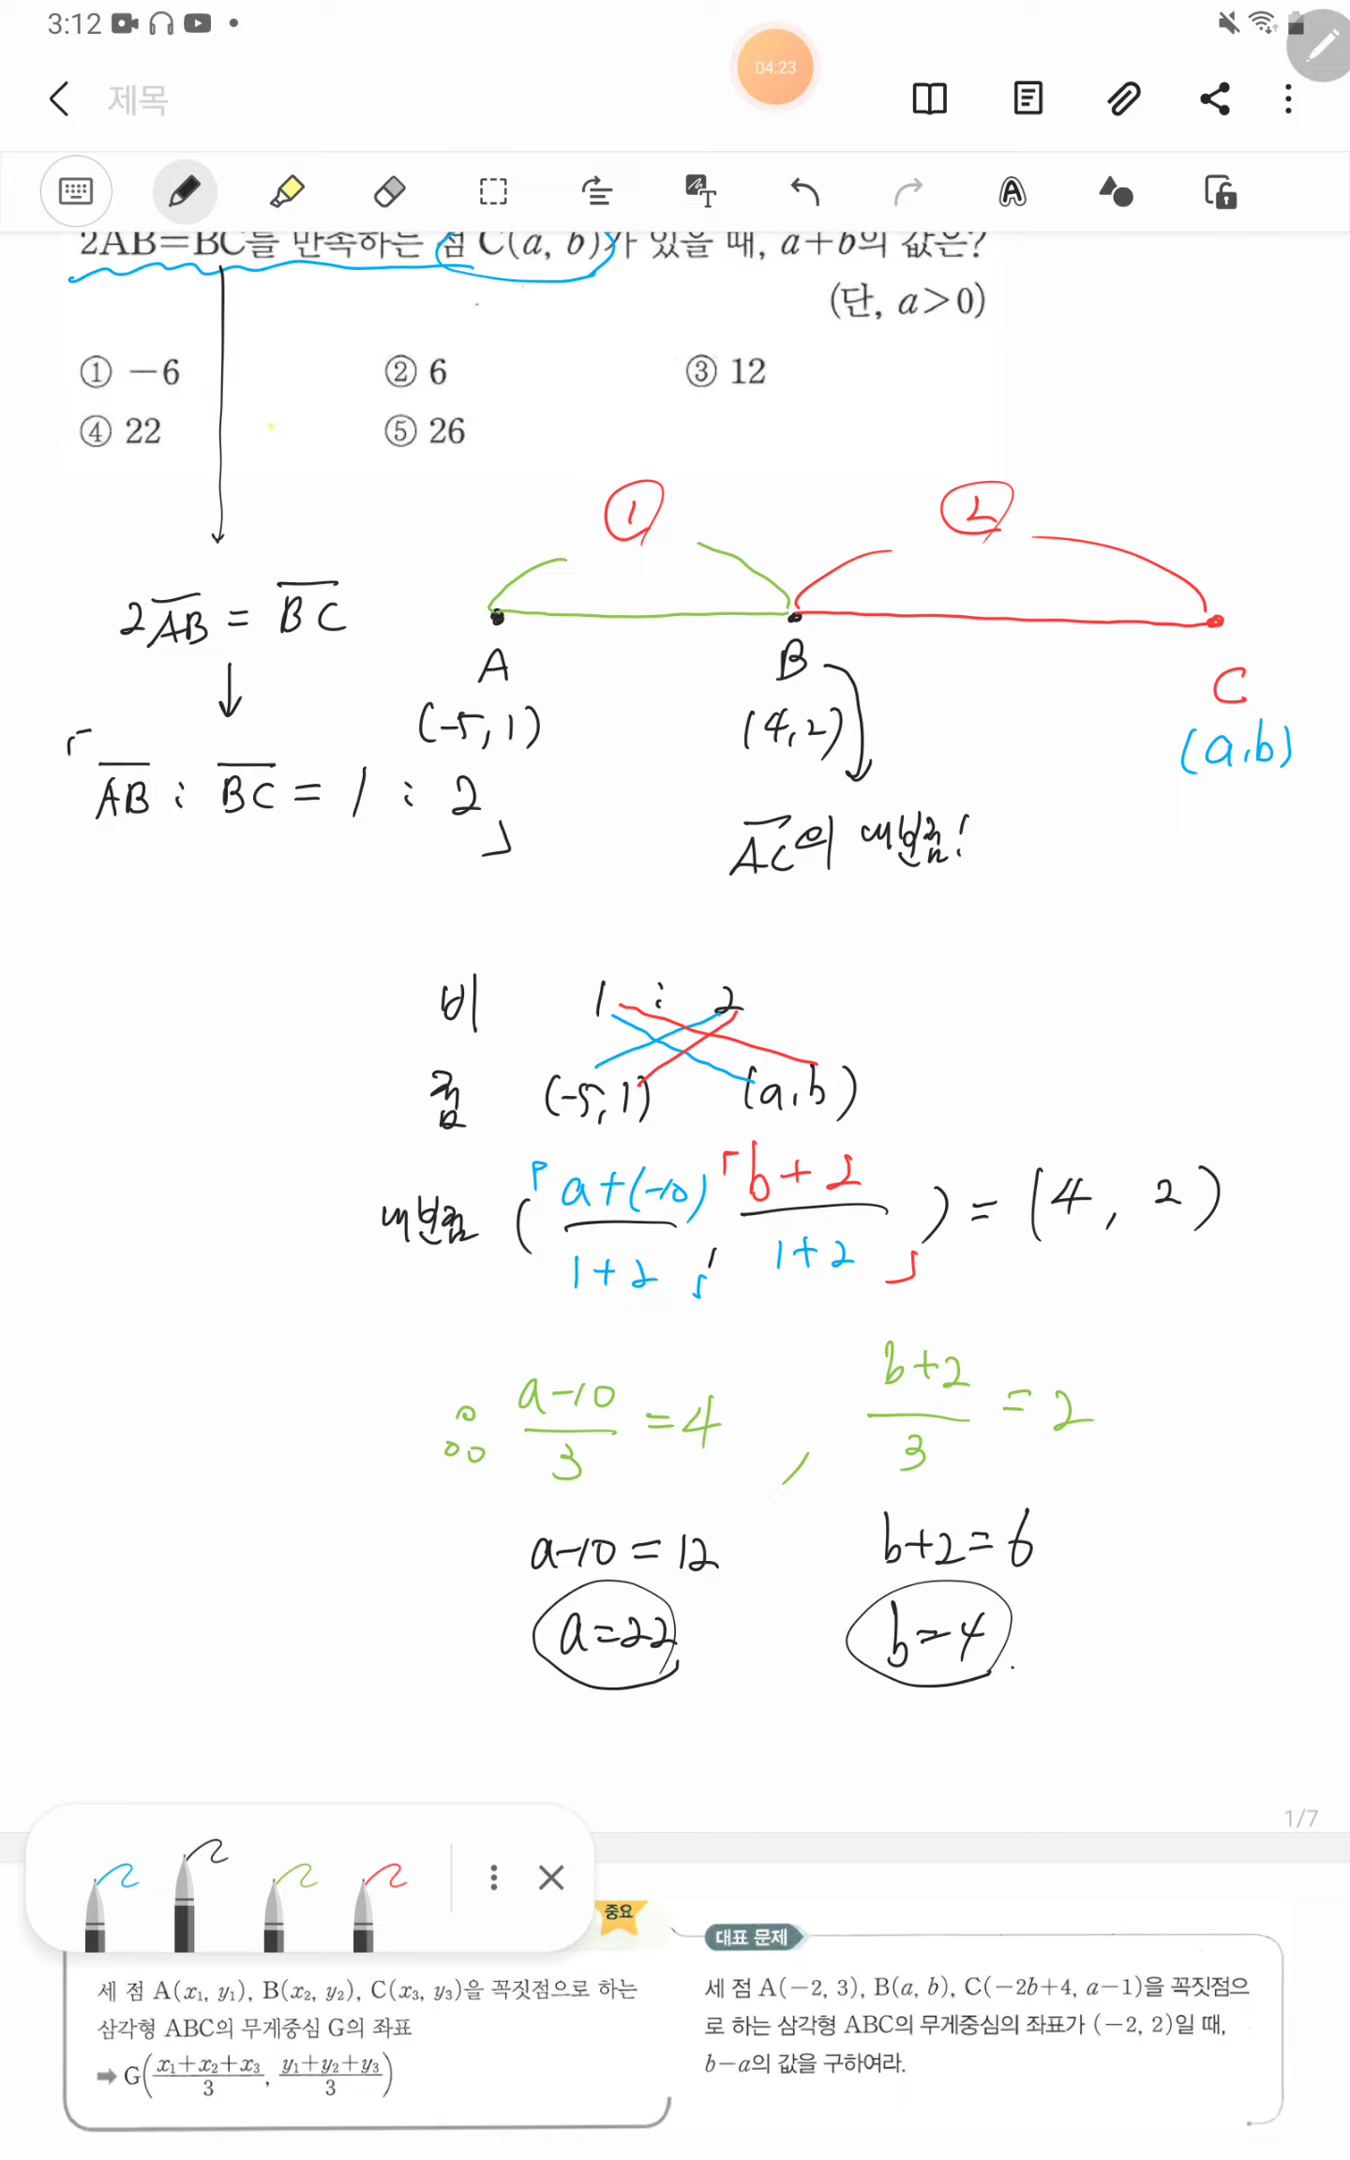 3:12
04:23
제목
2AB=BC를 만족하는 점 C(a, b)가 있을 때, a+b의 값은?
(단, a>0)
① −6 ② 6 ③ 12
④ 22 ⑤ 26
① ②
2AB = BC
A B C
(-5, 1) (4, 2) (a, b)
「AB : BC = 1 : 2」
AC의 내분점!
비 1 : 2
점 (-5, 1) (a, b)
내분점 (「a+(-10)/1+2」, 「b+2/1+2」) = (4, 2)
∴ a-10/3 = 4 , b+2/3 = 2
a-10 = 12 b+2 = 6
a=22 b=4
1/7
중요
세 점 A(x₁, y₁), B(x₂, y₂), C(x₃, y₃)을 꼭짓점으로 하는
삼각형 ABC의 무게중심 G의 좌표
➡ G(x₁+x₂+x₃/3, y₁+y₂+y₃/3)
대표 문제
세 점 A(−2, 3), B(a, b), C(−2b+4, a−1)을 꼭짓점으
로 하는 삼각형 ABC의 무게중심의 좌표가 (−2, 2)일 때,
b−a의 값을 구하여라.